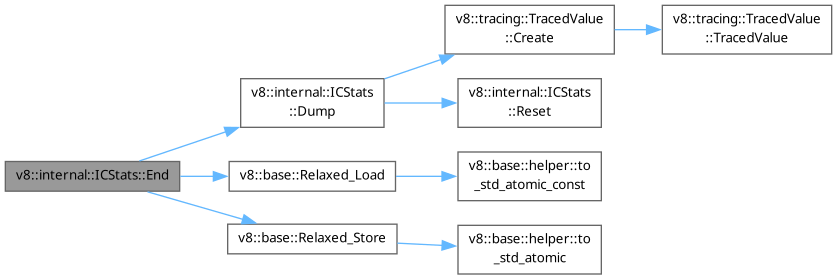 v8::tracing::TracedValue
::Create
v8::tracing::TracedValue
::TracedValue
v8::internal::ICStats
::Dump
v8::internal::ICStats
::Reset
v8::internal::ICStats::End
v8::base::Relaxed_Load
v8::base::helper::to
_std_atomic_const
v8::base::Relaxed_Store
v8::base::helper::to
_std_atomic